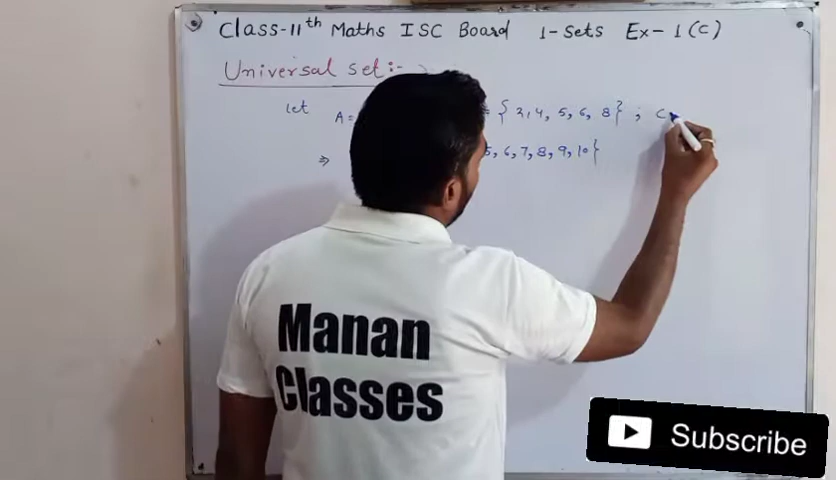 Class-11th Maths ISC Board 1-Sets Ex-1(C)
Universal set:-
let A= = {2,4, 5, 6, 8} ; C
⇒ 5, 6, 7, 8, 9, 10}
Manan
Classes
Subscribe